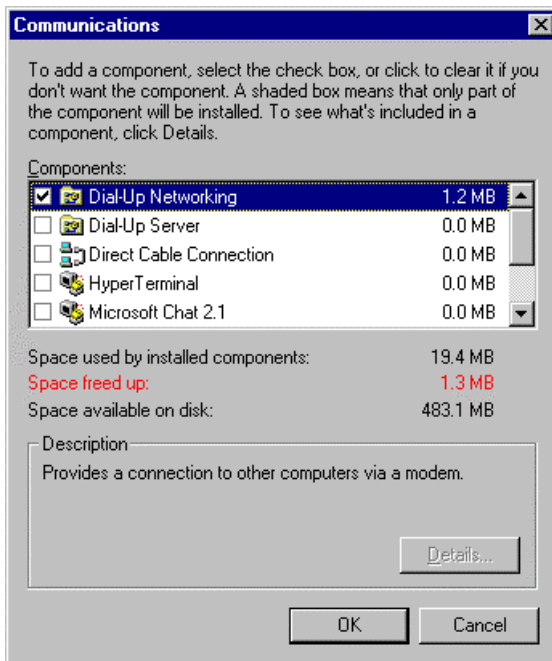 Communications
To add a component, select the check box, or click to clear it if you
don't want the component. A shaded box means that only part of
the component will be installed. To see what's included in a
component, click Details.
Components:
Dial-Up Networking 1.2 MB
Dial-Up Server 0.0 MB
Direct Cable Connection 0.0 MB
HyperTerminal 0.0 MB
Microsoft Chat 2.1 0.0 MB
Space used by installed components: 19.4 MB
Space freed up: 1.3 MB
Space available on disk: 483.1 MB
Description
Provides a connection to other computers via a modem.
Details...
OK Cancel